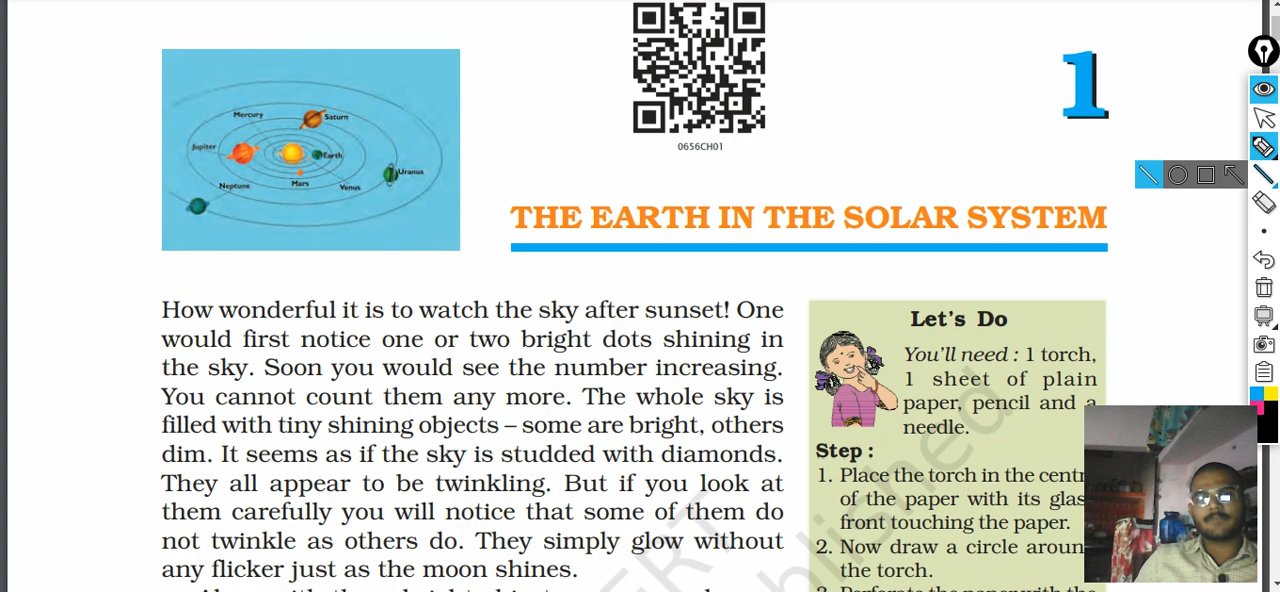 0656CH01
1
Mercury
Saturn
Jupiter
Earth
Uranus
Neptune
Mars
Venus
THE EARTH IN THE SOLAR SYSTEM
How wonderful it is to watch the sky after sunset! One
would first notice one or two bright dots shining in
the sky. Soon you would see the number increasing.
You cannot count them any more. The whole sky is
filled with tiny shining objects – some are bright, others
dim. It seems as if the sky is studded with diamonds.
They all appear to be twinkling. But if you look at
them carefully you will notice that some of them do
not twinkle as others do. They simply glow without
any flicker just as the moon shines.
Let's Do
You'll need : 1 torch,
1 sheet of plain
paper, pencil and a
needle.
Step :
1. Place the torch in the centr
of the paper with its glas
front touching the paper.
2. Now draw a circle aroun
the torch.